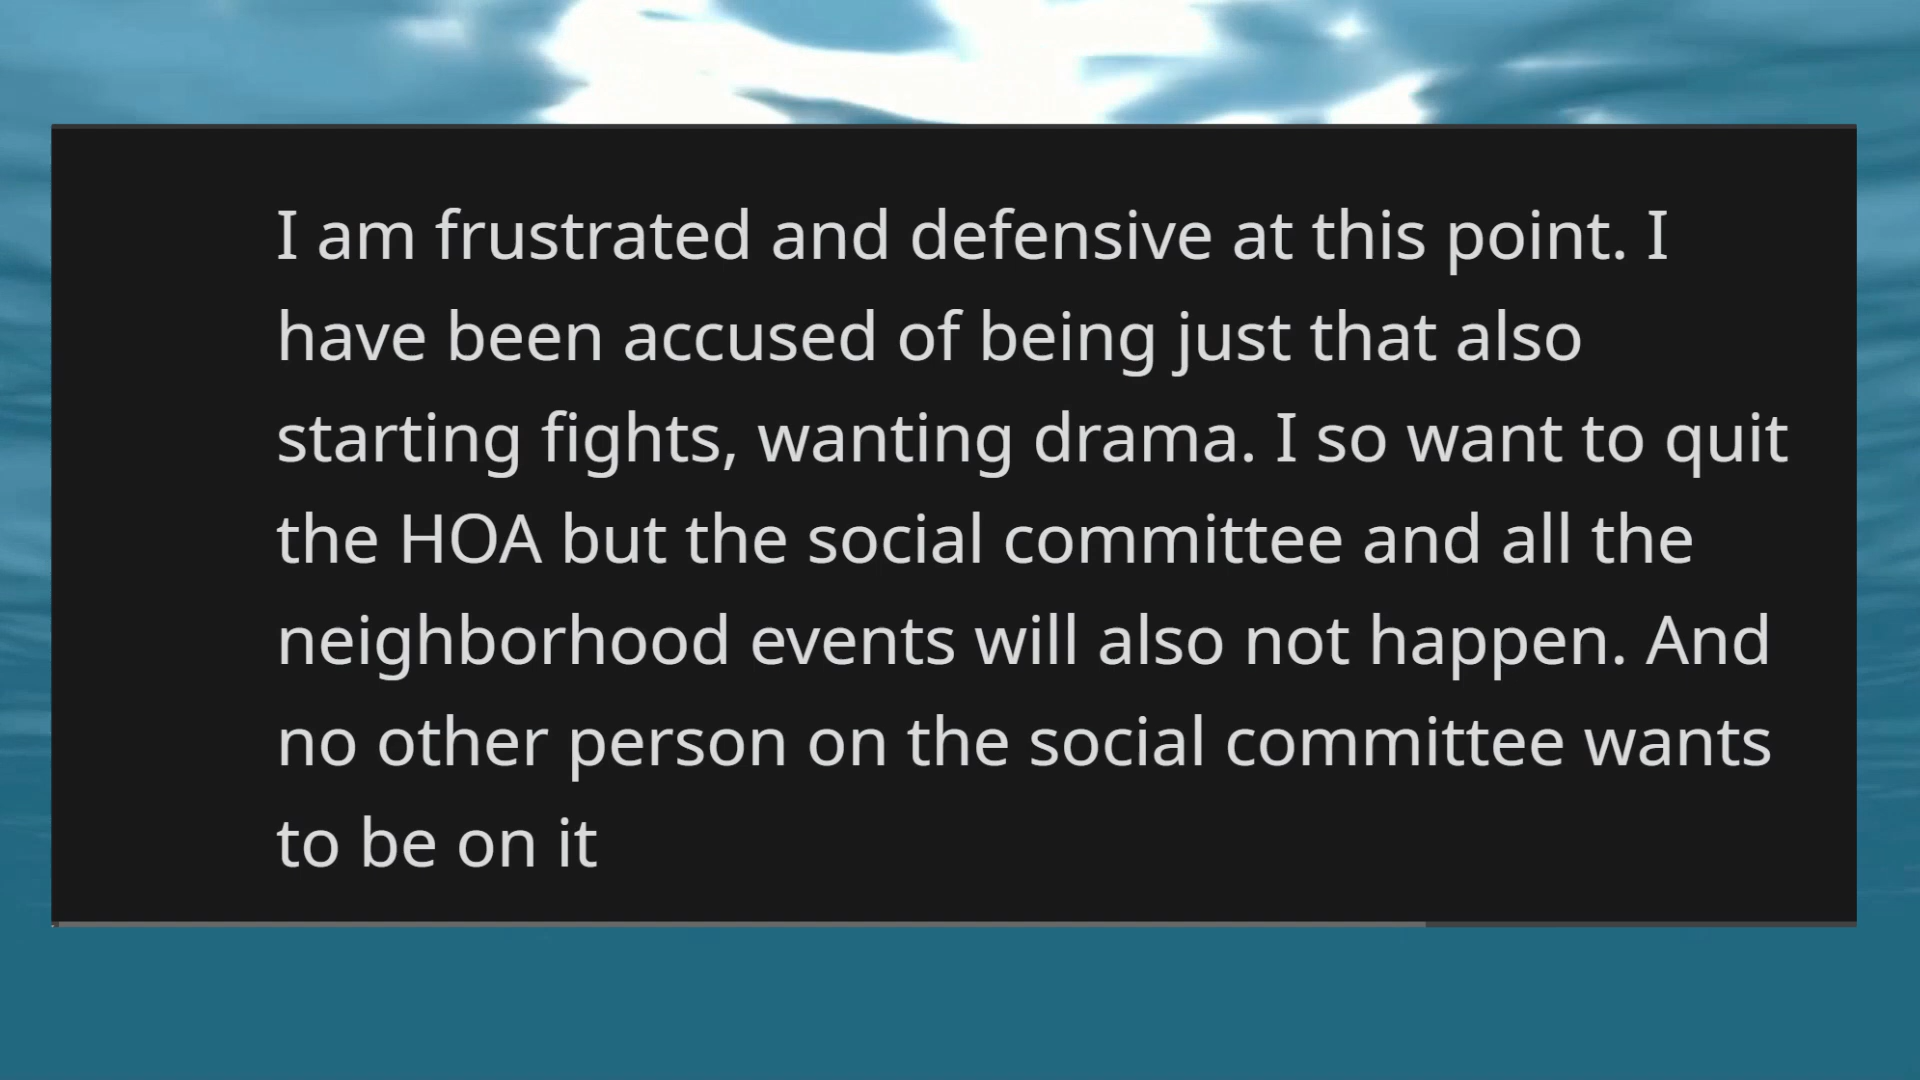 I am frustrated and defensive at this point. I
have been accused of being just that also
starting fights, wanting drama. I so want to quit
the HOA but the social committee and all the
neighborhood events will also not happen. And
no other person on the social committee wants
to be on it